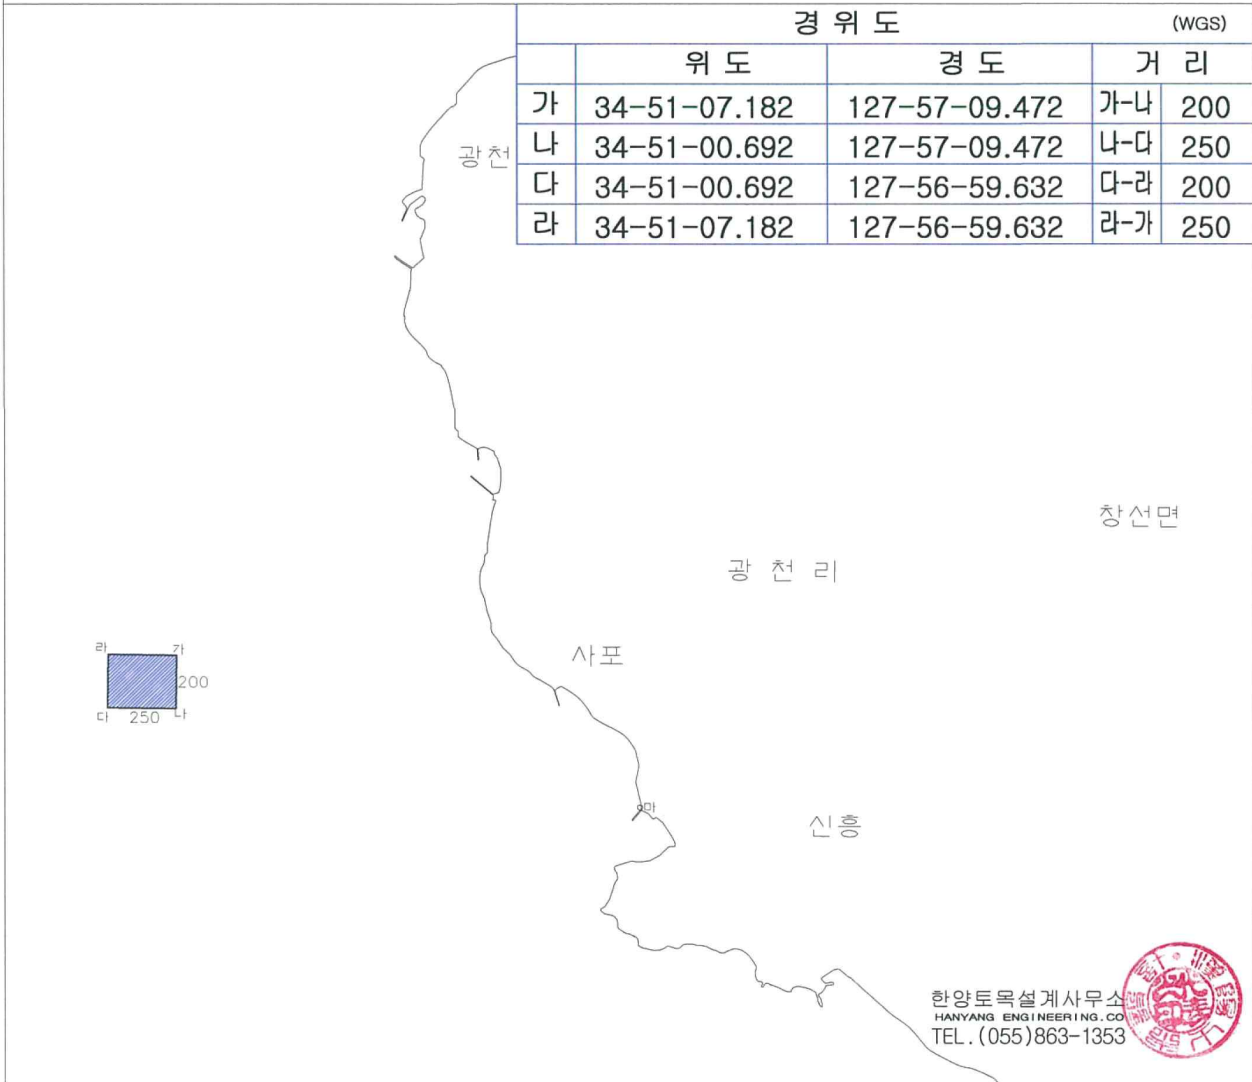 경 위 도 (WGS)
위 도 경 도 거 리
가 34-51-07.182 127-57-09.472 가-나 200
나 34-51-00.692 127-57-09.472 나-다 250
다 34-51-00.692 127-56-59.632 다-라 200
라 34-51-07.182 127-56-59.632 라-가 250
광천
창선면
광 천 리
사포
라 가
200
다 250 나
마
신흥
한양토목설계사무소
HANYANG ENGINEERING.CO
TEL.(055)863-1353